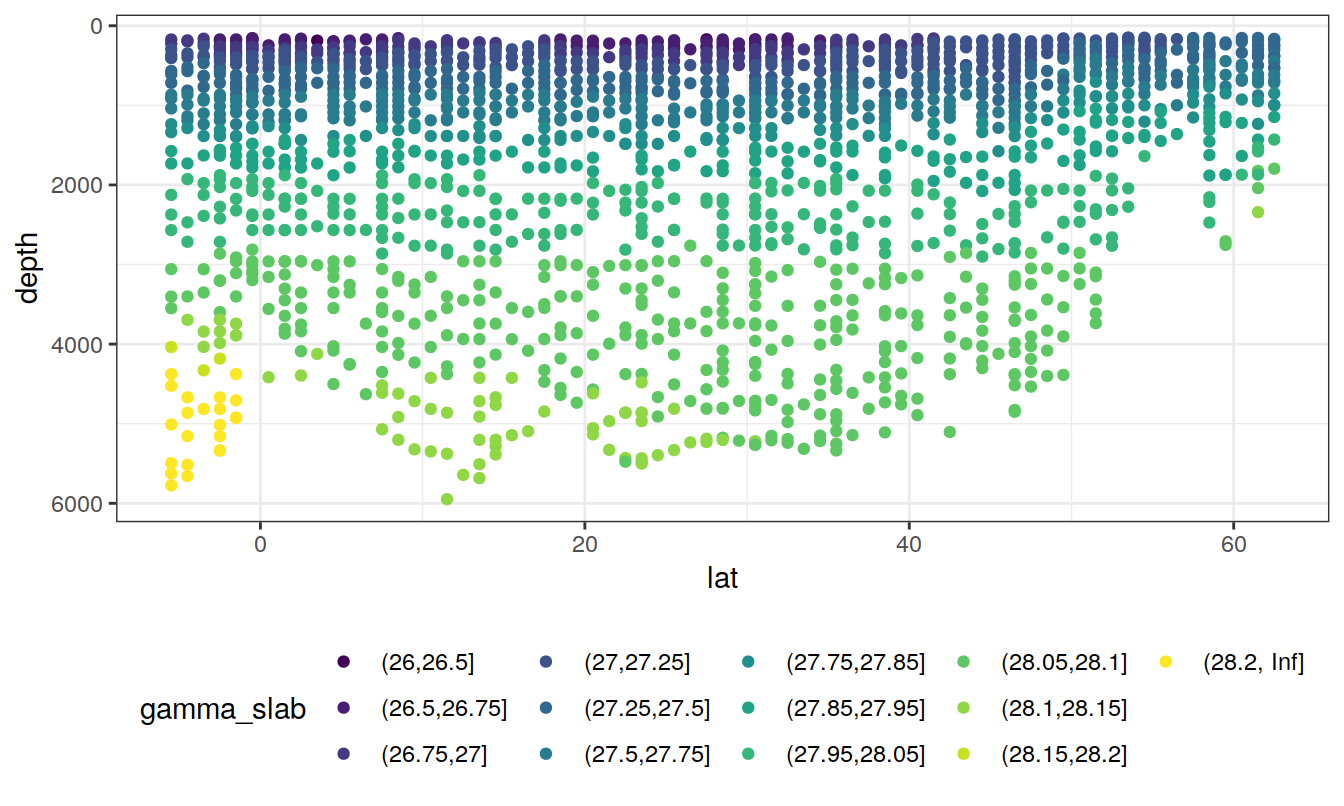 0
2000
4000
6000
depth
0 20 40 60
lat
gamma_slab
(26,26.5] (27,27.25] (27.75,27.85] (28.05,28.1] (28.2, Inf]
(26.5,26.75] (27.25,27.5] (27.85,27.95] (28.1,28.15]
(26.75,27] (27.5,27.75] (27.95,28.05] (28.15,28.2]